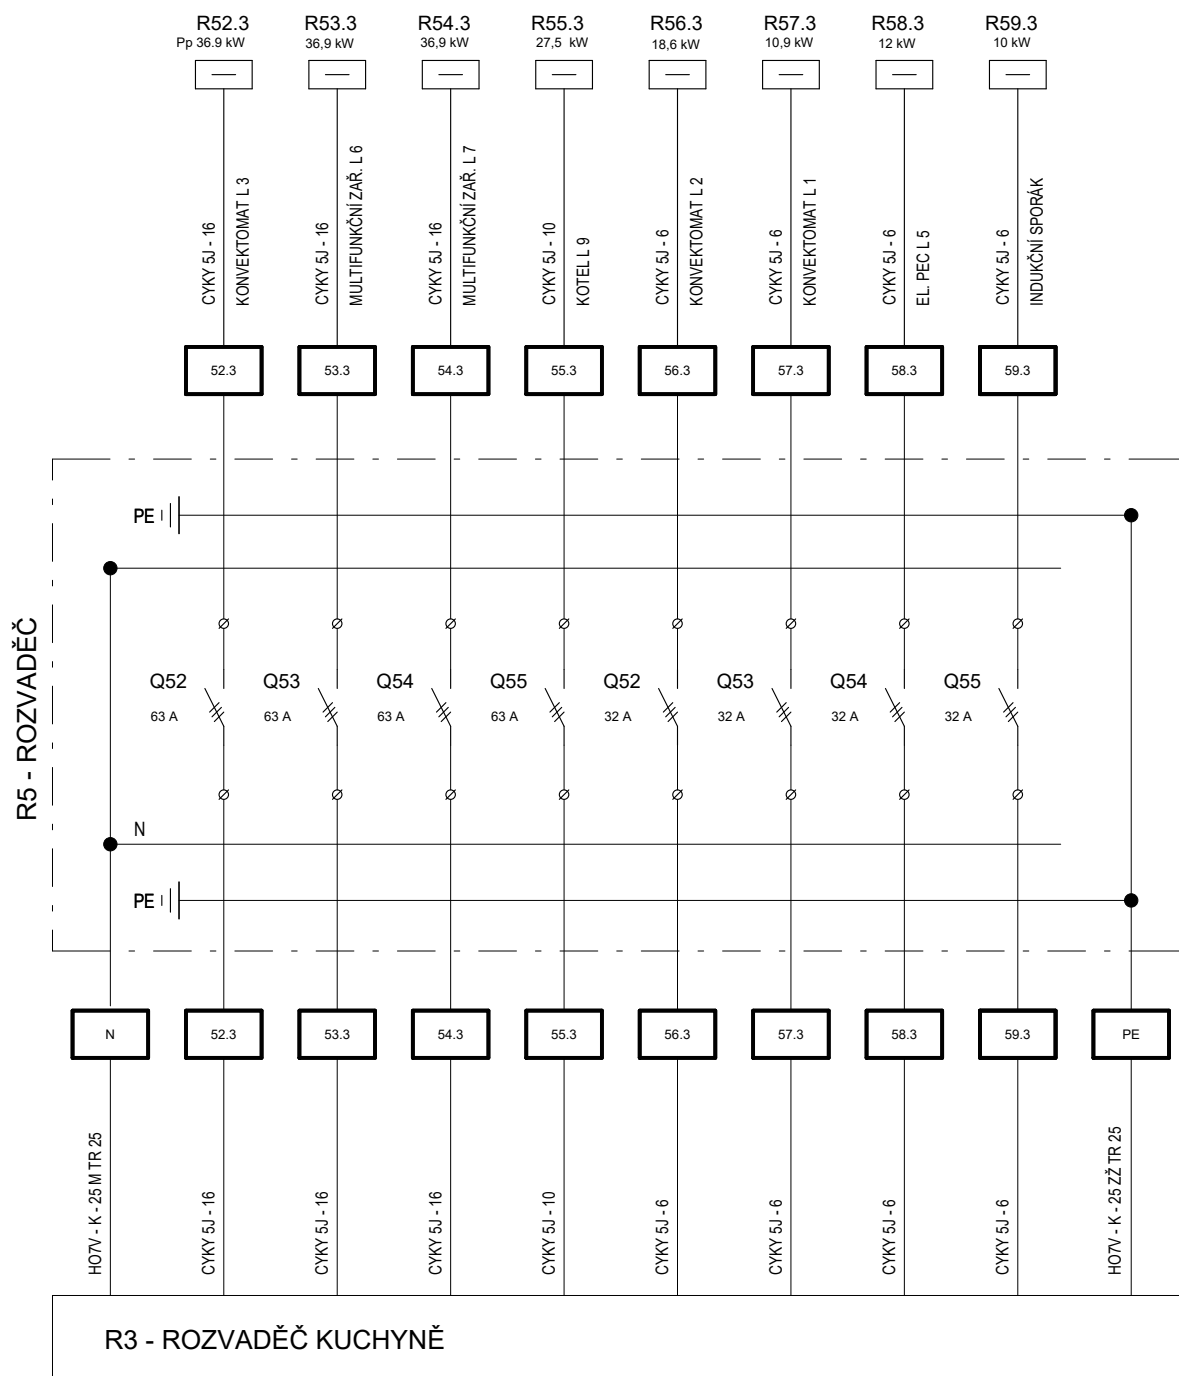 R52.3 R53.3 R54.3 R55.3 R56.3 R57.3 R58.3 R59.3
Pp 36.9 kW 36,9 kW 36,9 kW 27,5 kW 18,6 kW 10,9 kW 12 kW 10 kW
CYKY 5J - 16
KONVEKTOMAT L 3
CYKY 5J - 16
MULTIFUNKČNÍ ZAŘ. L 6
CYKY 5J - 16
MULTIFUNKČNÍ ZAŘ. L 7
CYKY 5J - 10
KOTEL L 9
CYKY 5J - 6
KONVEKTOMAT L 2
CYKY 5J - 6
KONVEKTOMAT L 1
CYKY 5J - 6
EL. PEC L 5
CYKY 5J - 6
INDUKČNÍ SPORÁK
52.3 53.3 54.3 55.3 56.3 57.3 58.3 59.3
R5 - ROZVADĚČ
PE
Q52 Q53 Q54 Q55 Q52 Q53 Q54 Q55
63 A 63 A 63 A 63 A 32 A 32 A 32 A 32 A
N
PE
N 52.3 53.3 54.3 55.3 56.3 57.3 58.3 59.3 PE
HO7V - K - 25 M TR 25
CYKY 5J - 16
CYKY 5J - 16
CYKY 5J - 16
CYKY 5J - 10
CYKY 5J - 6
CYKY 5J - 6
CYKY 5J - 6
CYKY 5J - 6
HO7V - K - 25 ZŽ TR 25
R3 - ROZVADĚČ KUCHYNĚ